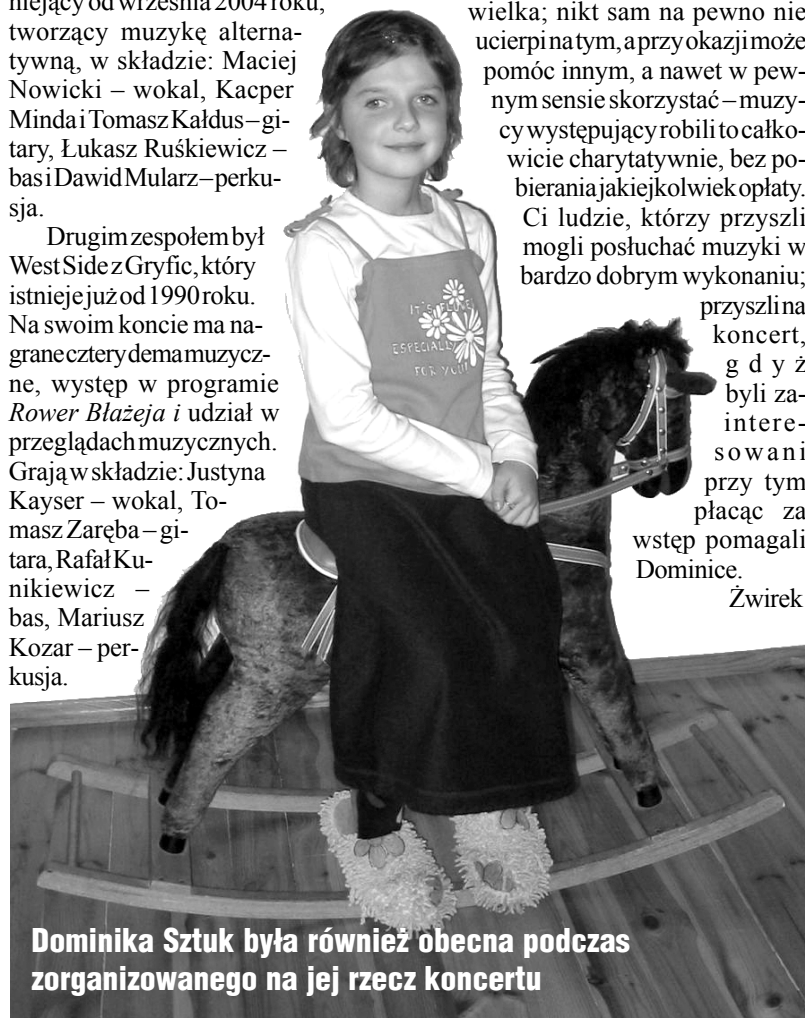 niejący od września 2004 roku,
tworzący muzykę alterna-
tywną, w składzie: Maciej
Nowicki – wokal, Kacper
Minda i Tomasz Kałdus – gi-
tary, Łukasz Ruśkiewicz –
bas i Dawid Mularz – perku-
sja.
Drugim zespołem był
West Side z Gryfic, który
istnieje już od 1990 roku.
Na swoim koncie ma na-
grane cztery dema muzycz-
ne, występ w programie
Rower Błażeja i udział w
przeglądach muzycznych.
Grają w składzie: Justyna
Kayser – wokal, To-
masz Zaręba – gi-
tara, Rafał Ku-
nikiewicz –
bas, Mariusz
Kozar – per-
kusja.
wielka; nikt sam na pewno nie
ucierpi na tym, a przy okazji może
pomóc innym, a nawet w pew-
nym sensie skorzystać – muzy-
cy występujący robili to całko-
wicie charytatywnie, bez po-
bierania jakiejkolwiek opłaty.
Ci ludzie, którzy przyszli
mogli posłuchać muzyki w
bardzo dobrym wykonaniu;
przyszli na
koncert,
gdyż
byli za-
intere-
sowani
przy tym
płacąc za
wstęp pomagali
Dominice.
Żwirek
IT'S
ESPECIALLY
FOR YOU!
Dominika Sztuk była również obecna podczas
zorganizowanego na jej rzecz koncertu